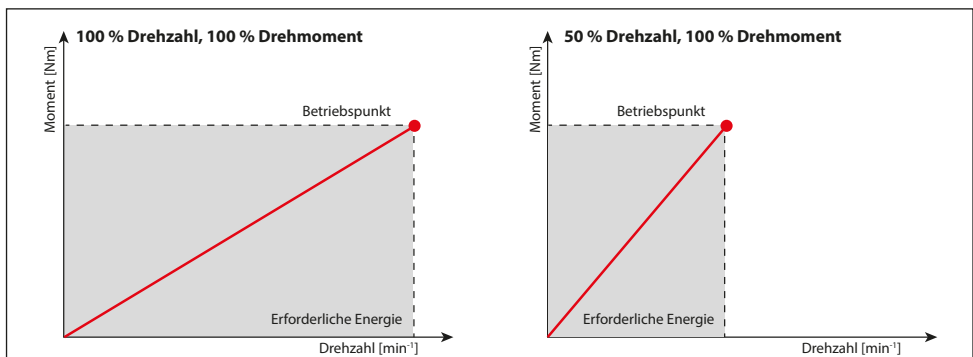 100 % Drehzahl, 100 % Drehmoment
Moment [Nm]
Betriebspunkt
Erforderliche Energie
Drehzahl [min⁻¹]
50 % Drehzahl, 100 % Drehmoment
Moment [Nm]
Betriebspunkt
Erforderliche Energie
Drehzahl [min⁻¹]